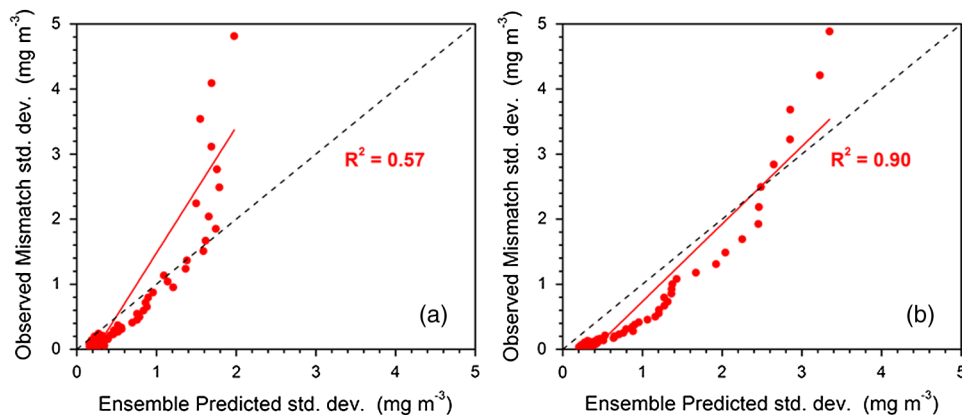 Observed Mismatch std. dev. (mg m-3)
5
4
3
2
1
0
R2 = 0.57
(a)
0 1 2 3 4 5
Ensemble Predicted std. dev. (mg m-3)
Observed Mismatch std. dev. (mg m-3)
5
4
3
2
1
0
R2 = 0.90
(b)
0 1 2 3 4 5
Ensemble Predicted std. dev. (mg m-3)